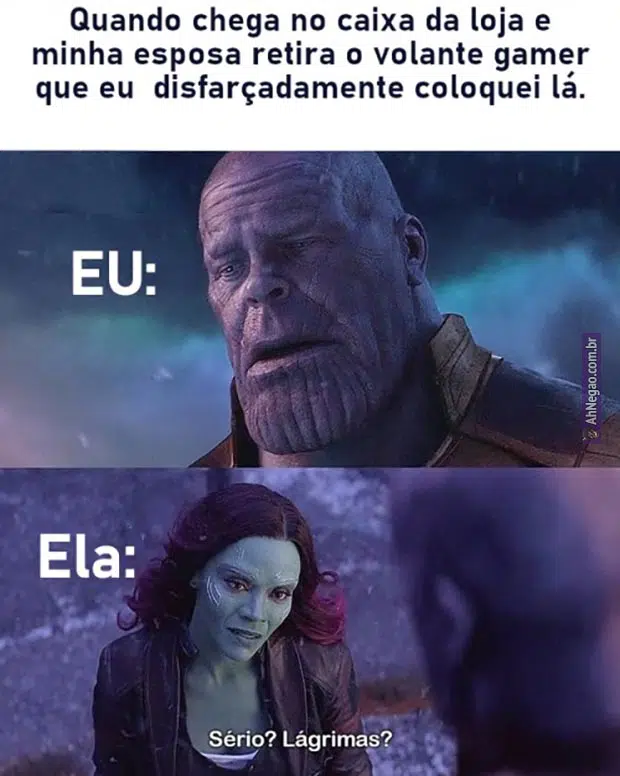 Quando chega no caixa da loja e
minha esposa retira o volante gamer
que eu disfarçadamente coloquei lá.
EU:
AhNegao.com.br
Ela:
Sério? Lágrimas?